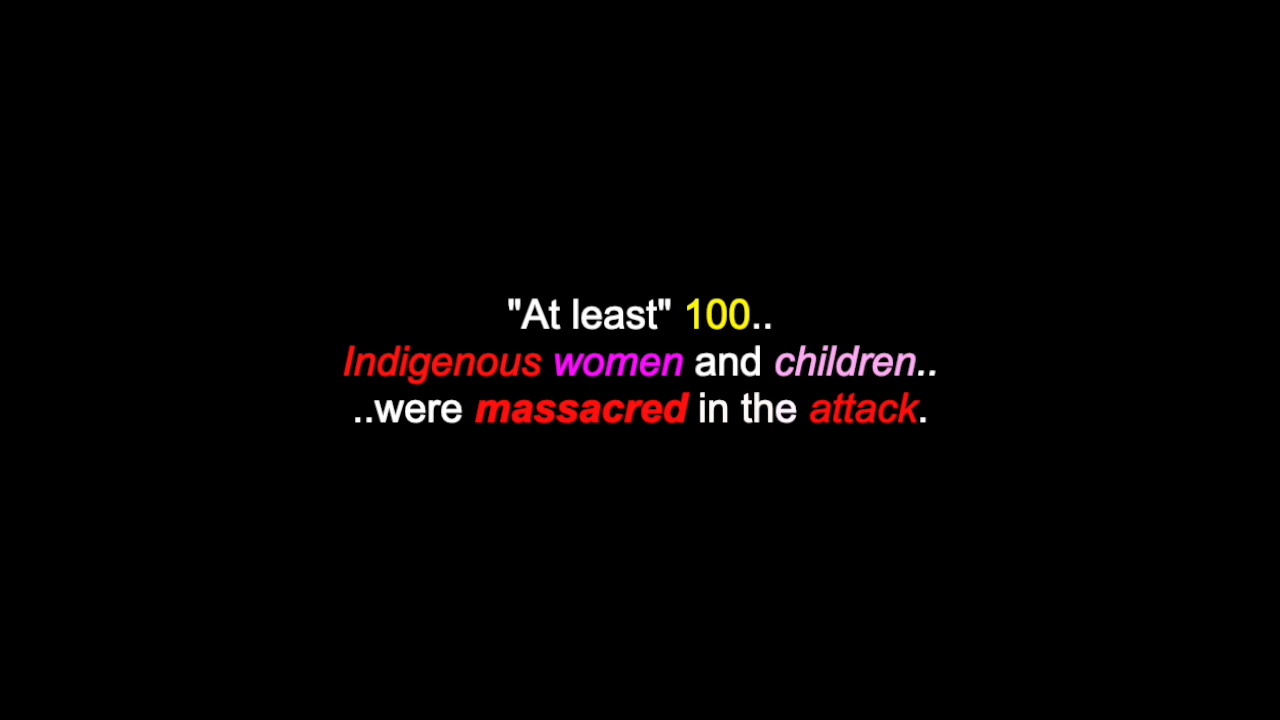 "At least" 100..
Indigenous women and children..
..were massacred in the attack.